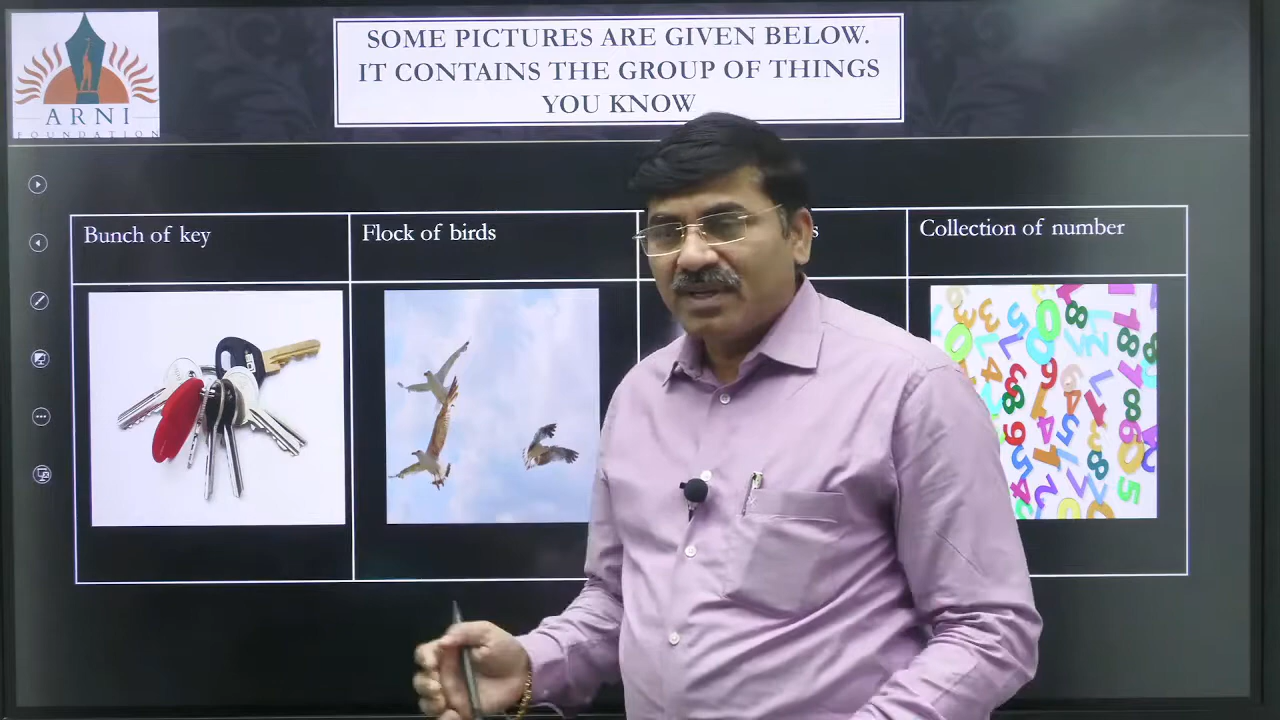 ARNI
FOUNDATION
SOME PICTURES ARE GIVEN BELOW.
IT CONTAINS THE GROUP OF THINGS
YOU KNOW
Bunch of key
Flock of birds
Collection of number